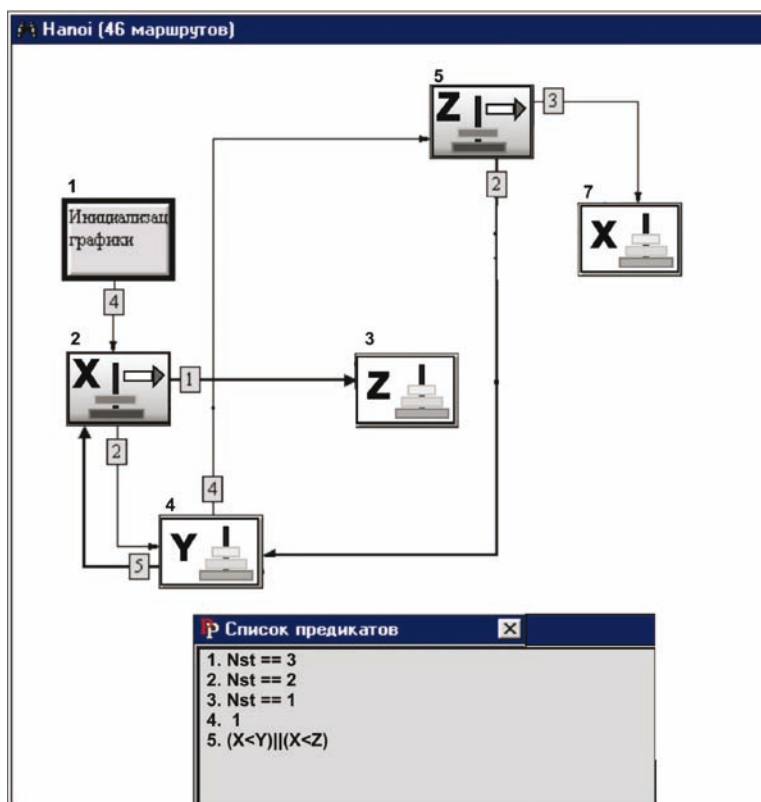 Hanoi (46 маршрутов)
5
Z
3
2
1
Инициализац
графики
7
X
4
2
X
1
3
Z
2
4
4
Y
5
Список предикатов
1. Nst == 3
2. Nst == 2
3. Nst == 1
4. 1
5. (X<Y)||(X<Z)